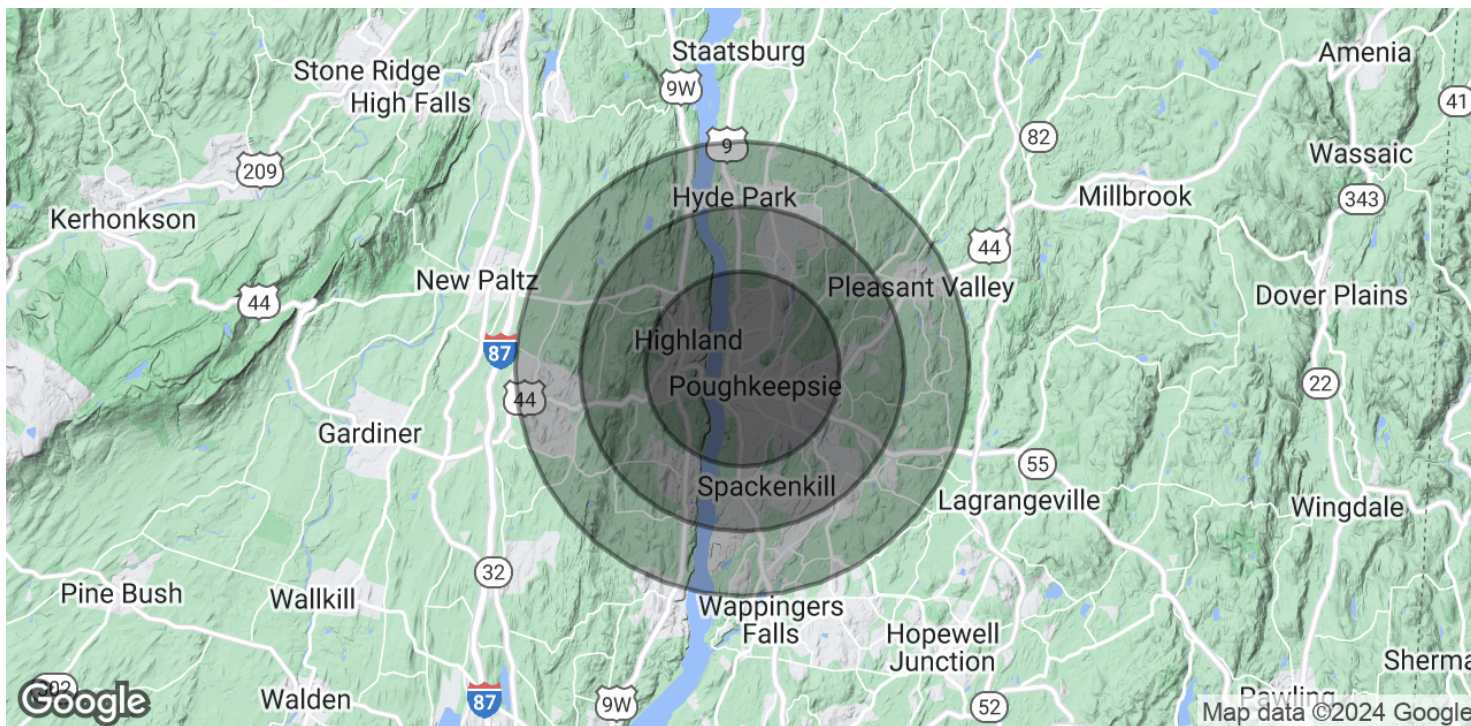 Staatsburg
Amenia
Stone Ridge
High Falls
9W
41
82
9
Wassaic
209
Hyde Park
Millbrook
343
Kerhonkson
44
New Paltz
Pleasant Valley
44
Dover Plains
Highland
87
Poughkeepsie
22
44
Gardiner
55
Spackenkill
Lagrangeville
Wingdale
32
Pine Bush
Wallkill
Wappingers
Falls
Hopewell
Junction
Sherma
Google
Walden
87
9W
52
Pawling
Map data ©2024 Google